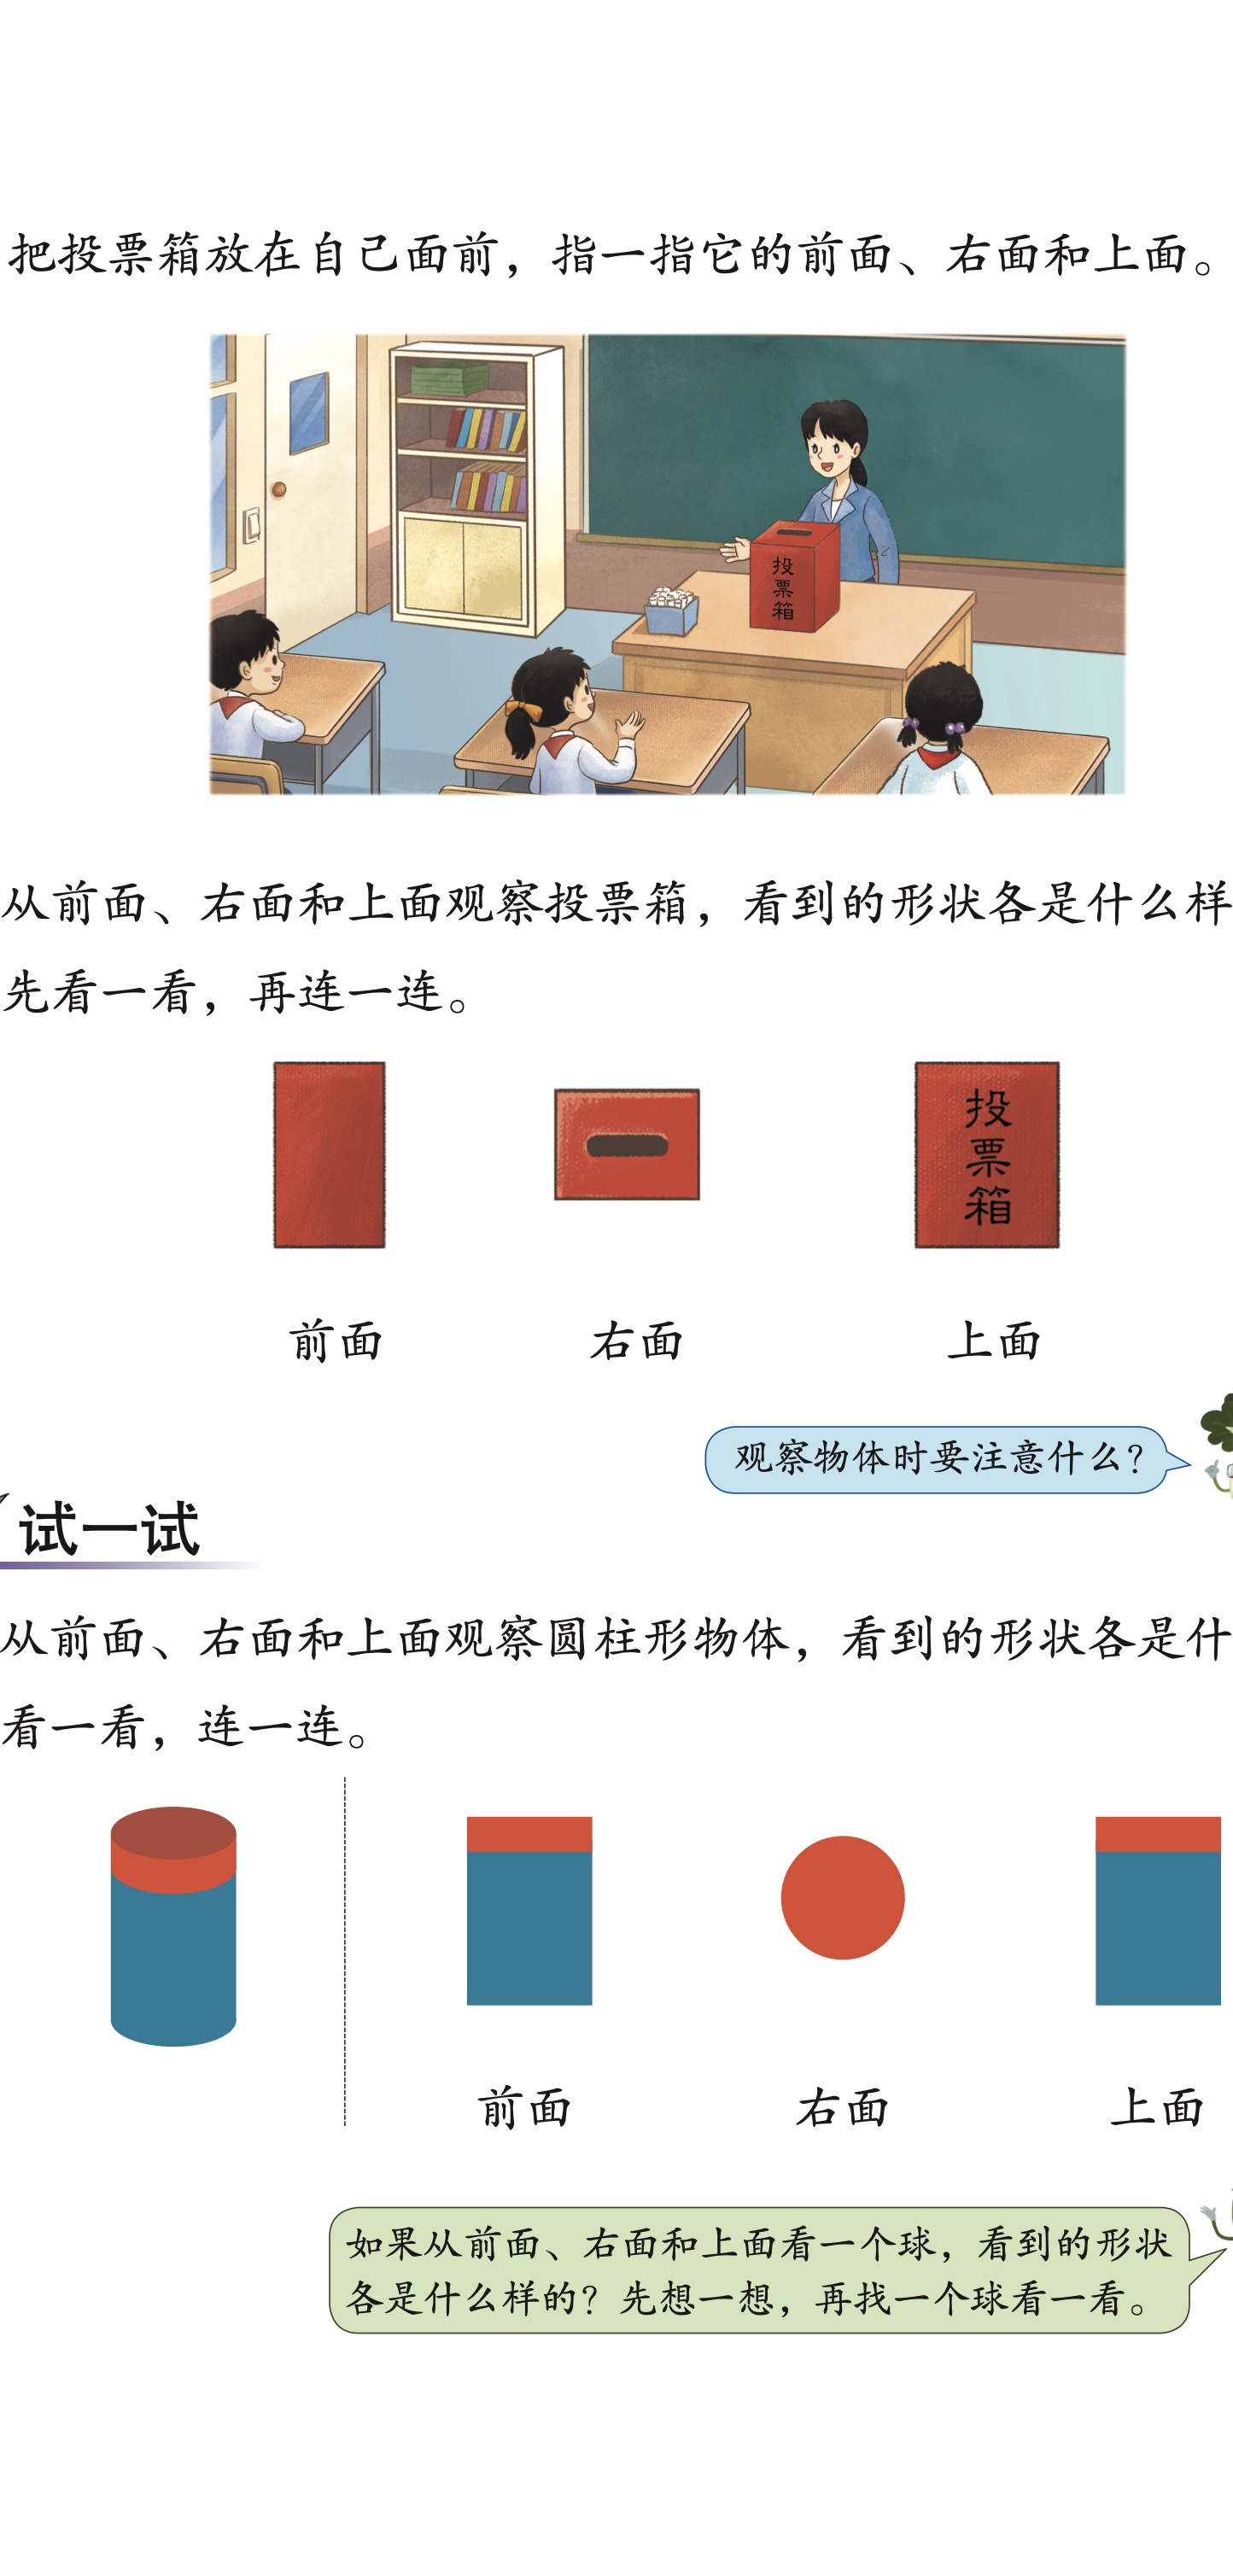 把投票箱放在自己面前，指一指它的前面、右面和上面。
投
票
箱
从前面、右面和上面观察投票箱，看到的形状各是什么样
先看一看，再连一连。
投
票
箱
前面 右面 上面
观察物体时要注意什么？
试一试
从前面、右面和上面观察圆柱形物体，看到的形状各是什
看一看，连一连。
前面 右面 上面
如果从前面、右面和上面看一个球，看到的形状
各是什么样的？先想一想，再找一个球看一看。